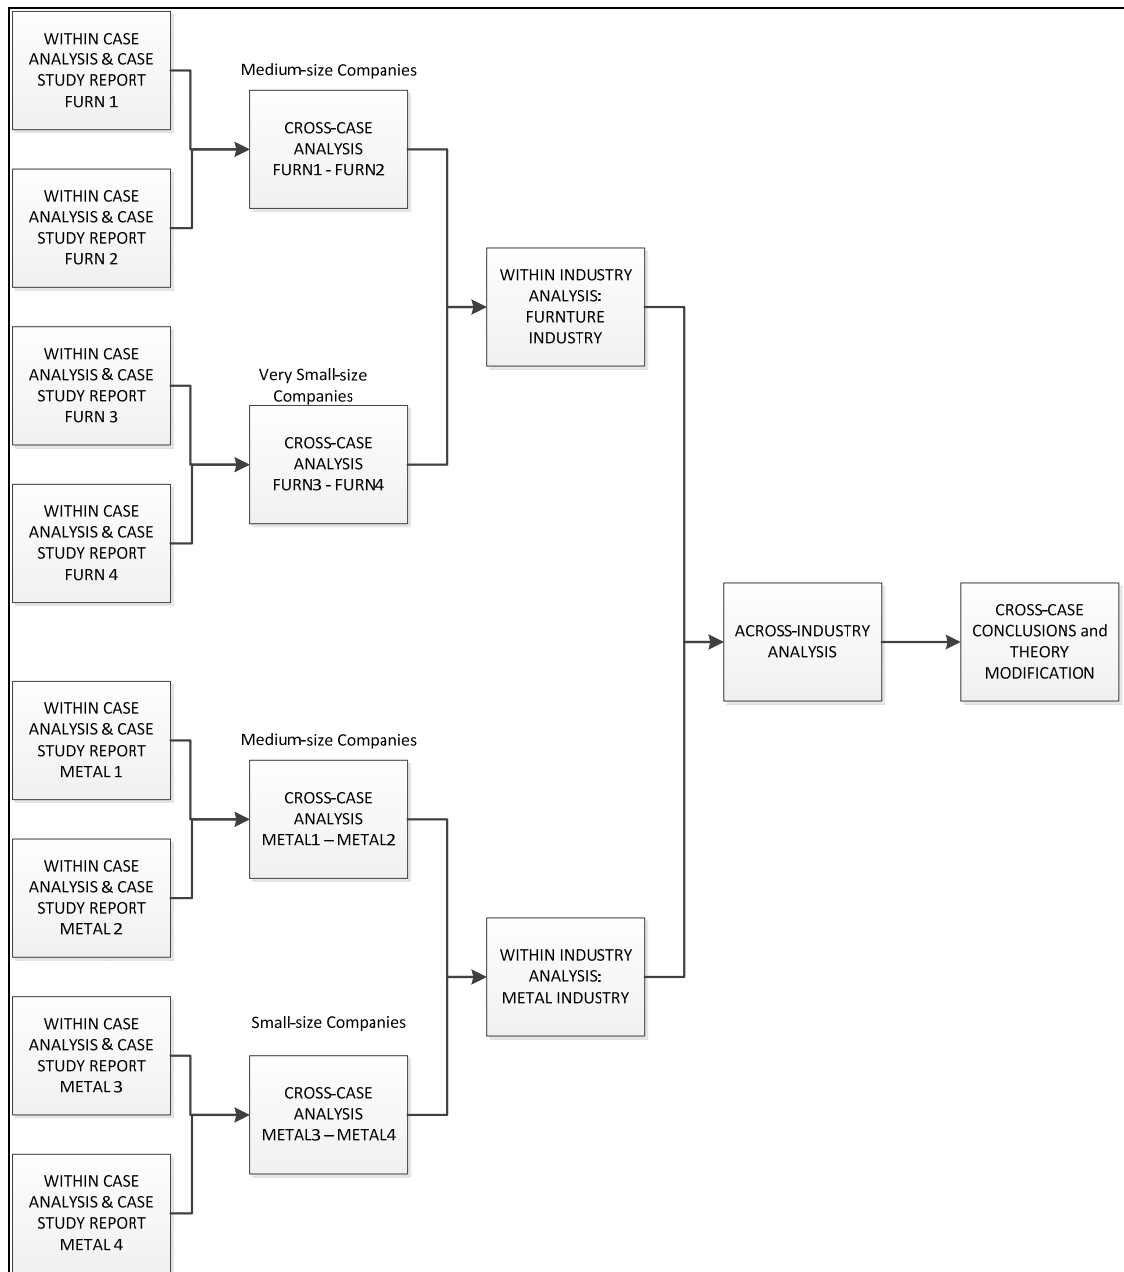 WITHIN CASE
ANALYSIS & CASE
STUDY REPORT
FURN 1
WITHIN CASE
ANALYSIS & CASE
STUDY REPORT
FURN 2
WITHIN CASE
ANALYSIS & CASE
STUDY REPORT
FURN 3
WITHIN CASE
ANALYSIS & CASE
STUDY REPORT
FURN 4
WITHIN CASE
ANALYSIS & CASE
STUDY REPORT
METAL 1
WITHIN CASE
ANALYSIS & CASE
STUDY REPORT
METAL 2
WITHIN CASE
ANALYSIS & CASE
STUDY REPORT
METAL 3
WITHIN CASE
ANALYSIS & CASE
STUDY REPORT
METAL 4
Medium-size Companies
CROSS-CASE
ANALYSIS
FURN1 - FURN2
Very Small-size
Companies
CROSS-CASE
ANALYSIS
FURN3 - FURN4
Medium-size Companies
CROSS-CASE
ANALYSIS
METAL1 – METAL2
Small-size Companies
CROSS-CASE
ANALYSIS
METAL3 – METAL4
WITHIN INDUSTRY
ANALYSIS:
FURNTURE
INDUSTRY
WITHIN INDUSTRY
ANALYSIS:
METAL INDUSTRY
ACROSS-INDUSTRY
ANALYSIS
CROSS-CASE
CONCLUSIONS and
THEORY
MODIFICATION